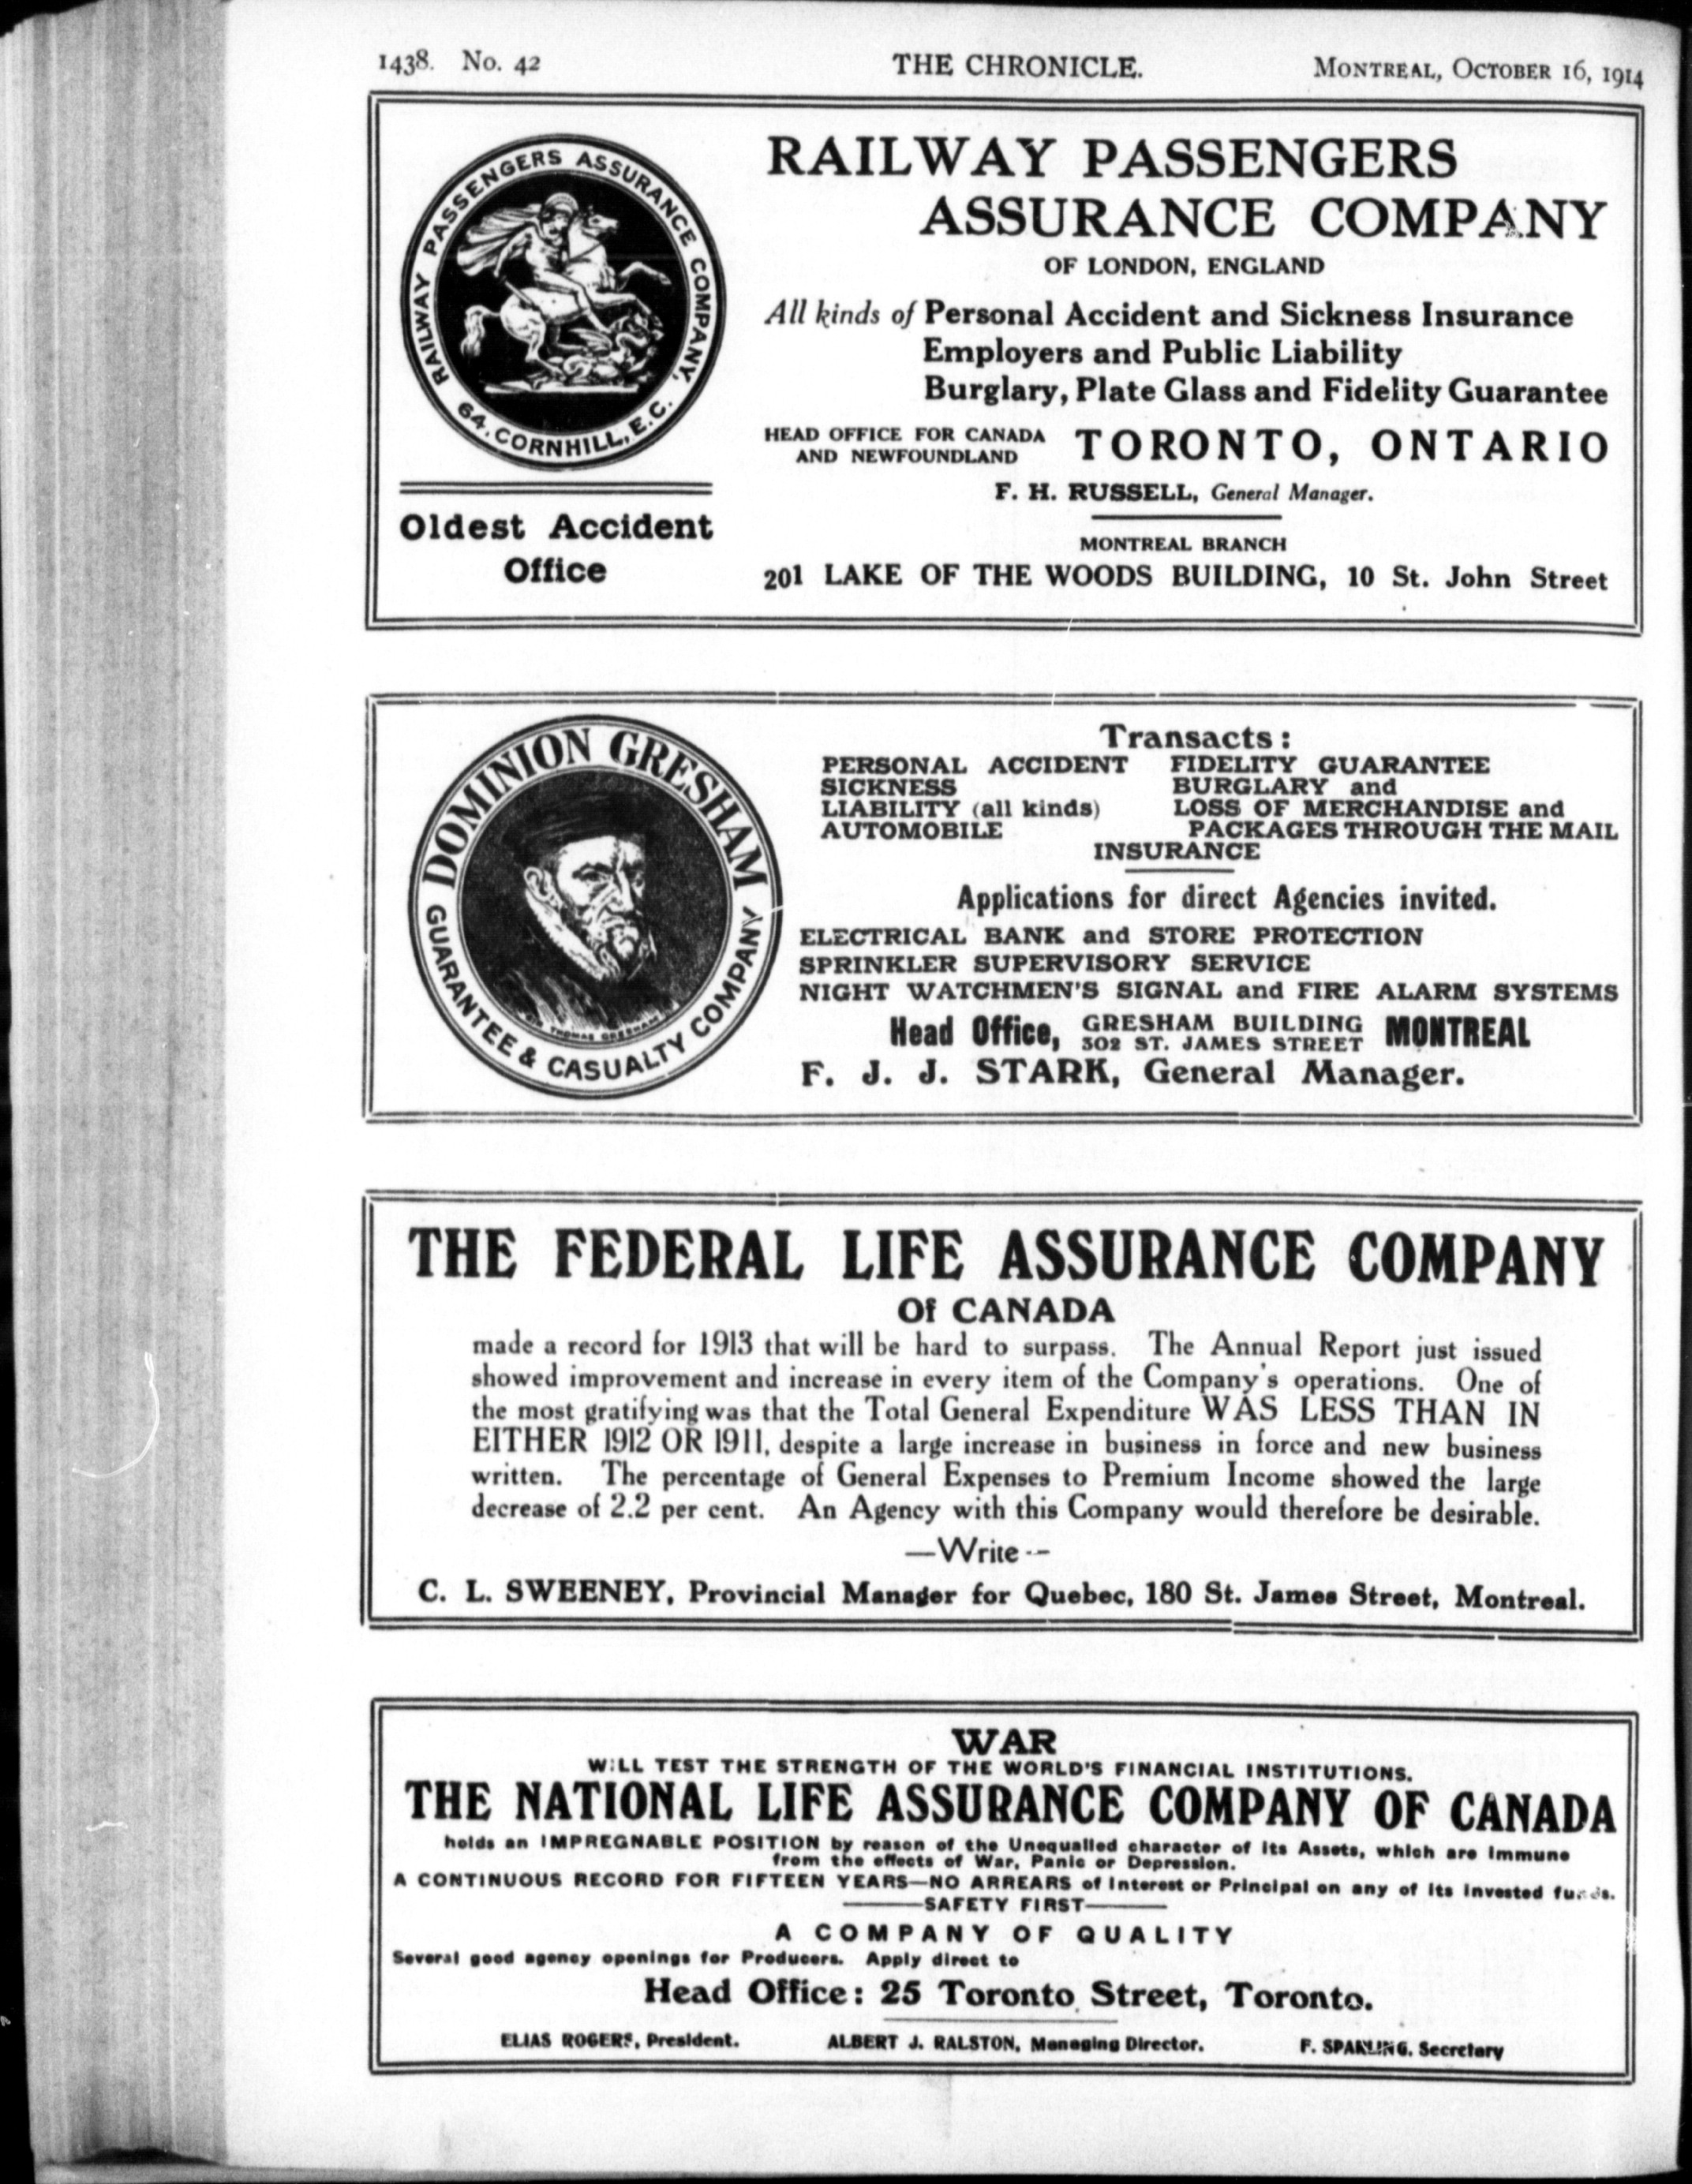 1438. No. 42 THE CHRONICLE. MONTREAL, OCTOBER 16, 1914
RAILWAY PASSENGERS ASSURANCE COMPANY,
64, CORNHILL, E.C.
Oldest Accident
Office
RAILWAY PASSENGERS
ASSURANCE COMPANY
OF LONDON, ENGLAND
All kinds of Personal Accident and Sickness Insurance
Employers and Public Liability
Burglary, Plate Glass and Fidelity Guarantee
HEAD OFFICE FOR CANADA
AND NEWFOUNDLAND
TORONTO, ONTARIO
F. H. RUSSELL, General Manager.
MONTREAL BRANCH
201 LAKE OF THE WOODS BUILDING, 10 St. John Street
DOMINION GRESHAM
GUARANTEE & CASUALTY COMPANY
SIR THOMAS GRESHAM
Transacts:
PERSONAL ACCIDENT FIDELITY GUARANTEE
SICKNESS BURGLARY and
LIABILITY (all kinds) LOSS OF MERCHANDISE and
AUTOMOBILE PACKAGES THROUGH THE MAIL
INSURANCE
Applications for direct Agencies invited.
ELECTRICAL BANK and STORE PROTECTION
SPRINKLER SUPERVISORY SERVICE
NIGHT WATCHMEN'S SIGNAL and FIRE ALARM SYSTEMS
Head Office, GRESHAM BUILDING
302 ST. JAMES STREET
MONTREAL
F. J. J. STARK, General Manager.
THE FEDERAL LIFE ASSURANCE COMPANY
Of CANADA
made a record for 1913 that will be hard to surpass. The Annual Report just issued
showed improvement and increase in every item of the Company's operations. One of
the most gratifying was that the Total General Expenditure WAS LESS THAN IN
EITHER 1912 OR 1911, despite a large increase in business in force and new business
written. The percentage of General Expenses to Premium Income showed the large
decrease of 2.2 per cent. An Agency with this Company would therefore be desirable.
—Write—
C. L. SWEENEY, Provincial Manager for Quebec, 180 St. James Street, Montreal.
WAR
WILL TEST THE STRENGTH OF THE WORLD'S FINANCIAL INSTITUTIONS.
THE NATIONAL LIFE ASSURANCE COMPANY OF CANADA
holds an IMPREGNABLE POSITION by reason of the Unequalled character of its Assets, which are immune
from the effects of War, Panic or Depression.
A CONTINUOUS RECORD FOR FIFTEEN YEARS—NO ARREARS of Interest or Principal on any of its invested funds.
SAFETY FIRST
A COMPANY OF QUALITY
Several good agency openings for Producers. Apply direct to
Head Office: 25 Toronto Street, Toronto.
ELIAS ROGERS, President. ALBERT J. RALSTON, Managing Director. F. SPARLING, Secretary